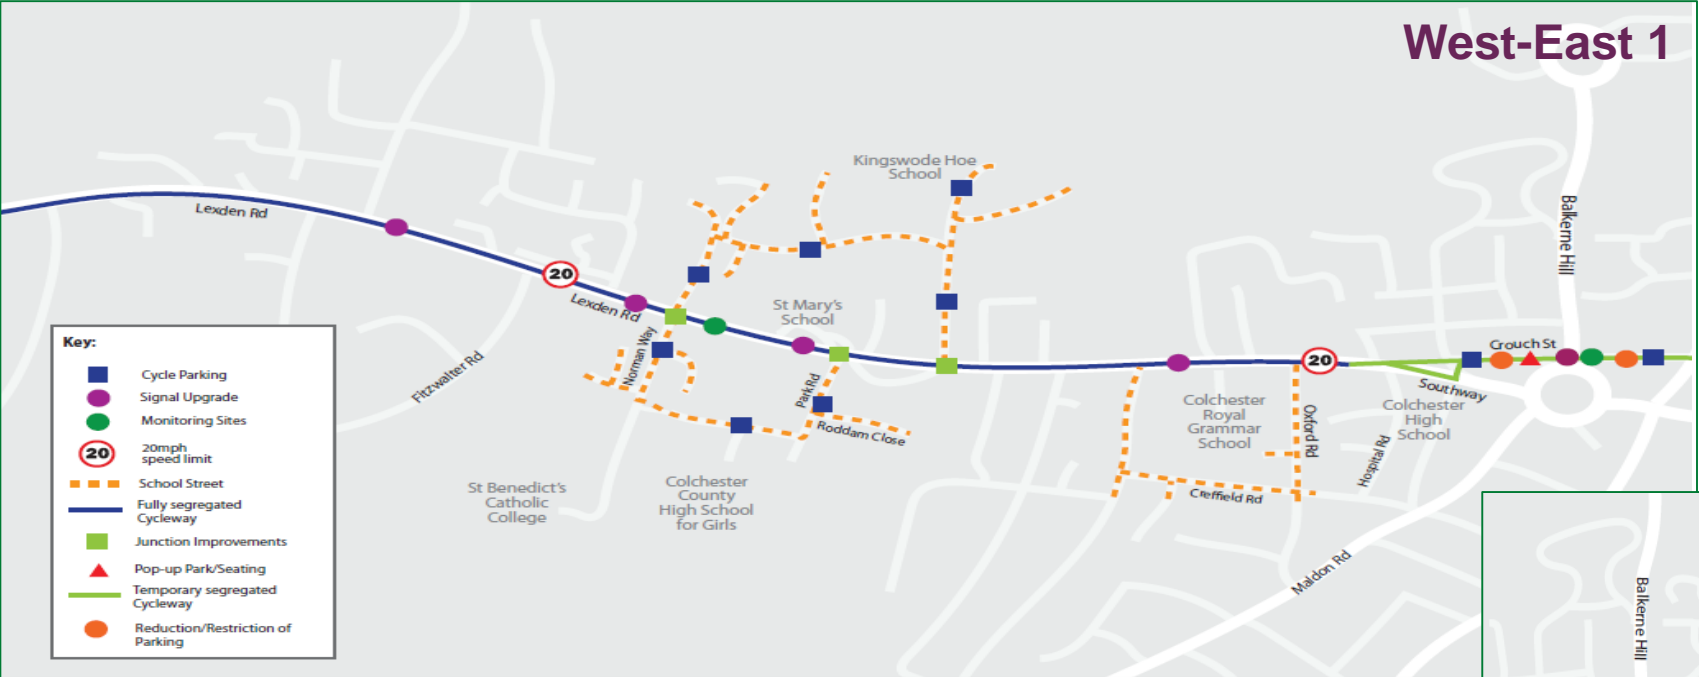 West-East 1
Kingswode Hoe
School
Lexden Rd
Balkerne Hill
20
Lexden Rd
St Mary's
School
Norman Way
Fitzwalter Rd
Park Rd
Roddam Close
20
Crouch St
Southway
Colchester
Royal
Grammar
School
Oxford Rd
Colchester
High
School
Hospital Rd
Creffield Rd
St Benedict's
Catholic
College
Colchester
County
High School
for Girls
Maldon Rd
Balkerne Hill
Key:
Cycle Parking
Signal Upgrade
Monitoring Sites
20
20mph
speed limit
School Street
Fully segregated
Cycleway
Junction Improvements
Pop-up Park/Seating
Temporary segregated
Cycleway
Reduction/Restriction of
Parking